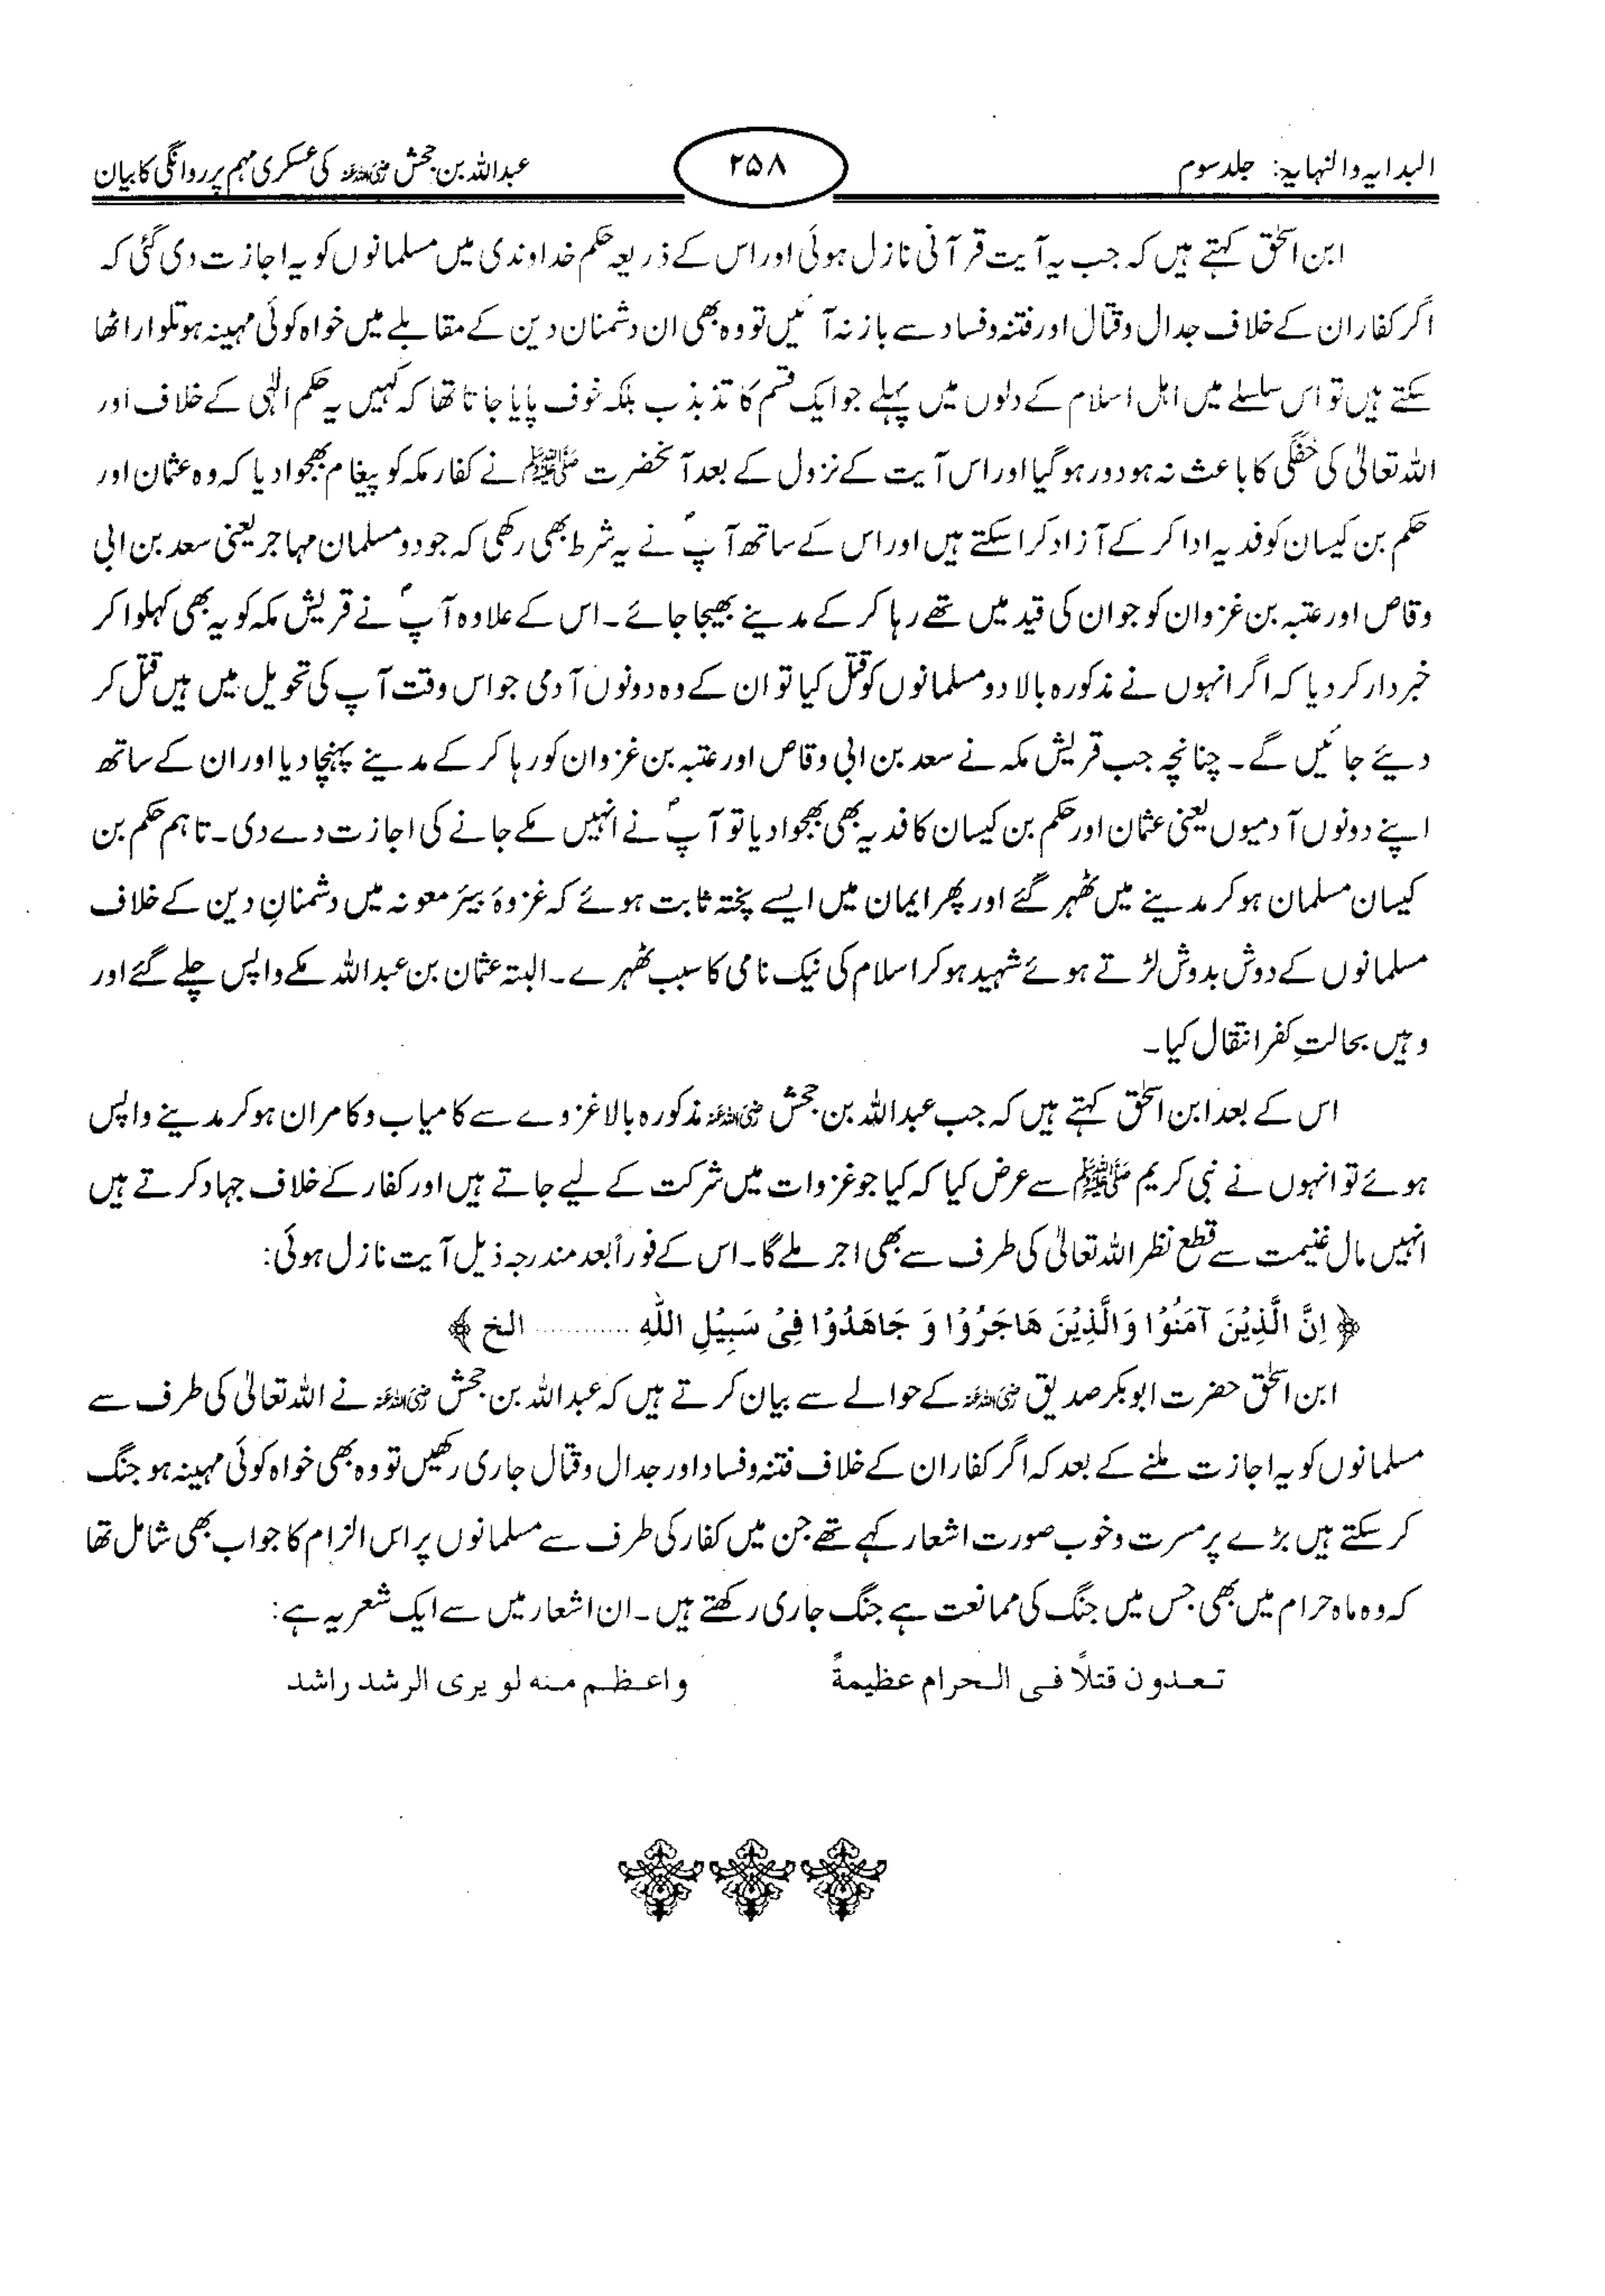 البدایہ والنہایہ: جلد سوم ۲۵۸ عبداللہ بن جحش رضی اللہ عنہ کی عسکری مہم پر روانگی کا بیان
ابن اسحٰق کہتے ہیں کہ جب یہ آیت قرآنی نازل ہوئی اور اس کے ذریعہ حکم خداوندی میں مسلمانوں کو یہ اجازت دی گئی کہ
اگر کفار ان کے خلاف جدال وقتال اور فتنہ وفساد سے باز نہ آئیں تو وہ بھی ان دشمنان دین کے مقابلے میں خواہ کوئی مہینہ ہو تلوار اٹھا
سکتے ہیں تو اس سلسلے میں اہل اسلام کے دلوں میں پہلے جو ایک قسم کا تذبذب بلکہ خوف پایا جاتا تھا کہ کہیں یہ حکم الٰہی کے خلاف اور
اللہ تعالیٰ کی خفگی کا باعث نہ ہو دور ہو گیا اور اس آیت کے نزول کے بعد آنحضرت ﷺ نے کفار مکہ کو پیغام بھجوا دیا کہ وہ عثمان اور
حکم بن کیسان کو فدیہ ادا کر کے آزاد کرا سکتے ہیں اور اس کے ساتھ آپؐ نے یہ شرط بھی رکھی کہ جو دو مسلمان مہاجر یعنی سعد بن ابی
وقاص اور عتبہ بن غزوان کو جو ان کی قید میں تھے رہا کر کے مدینے بھیجا جائے۔ اس کے علاوہ آپؐ نے قریش مکہ کو یہ بھی کہلوا کر
خبردار کر دیا کہ اگر انہوں نے مذکورہ بالا دو مسلمانوں کو قتل کیا تو ان کے وہ دونوں آدمی جو اس وقت آپ کی تحویل میں ہیں قتل کر
دیئے جائیں گے۔ چنانچہ جب قریش مکہ نے سعد بن ابی وقاص اور عتبہ بن غزوان کو رہا کر کے مدینے پہنچا دیا اور ان کے ساتھ
اپنے دونوں آدمیوں یعنی عثمان اور حکم بن کیسان کا فدیہ بھی بھجوا دیا تو آپؐ نے انہیں مکے جانے کی اجازت دے دی۔ تاہم حکم بن
کیسان مسلمان ہو کر مدینے میں ٹھہر گئے اور پھر ایمان میں ایسے پختہ ثابت ہوئے کہ غزوۂ بیئر معونہ میں دشمنانِ دین کے خلاف
مسلمانوں کے دوش بدوش لڑتے ہوئے شہید ہو کر اسلام کی نیک نامی کا سبب ٹھہرے۔ البتہ عثمان بن عبداللہ مکے واپس چلے گئے اور
وہیں بحالتِ کفر انتقال کیا۔
اس کے بعد ابن اسحٰق کہتے ہیں کہ جب عبداللہ بن جحش رضی اللہ عنہ مذکورہ بالا غزوے سے کامیاب وکامران ہو کر مدینے واپس
ہوئے تو انہوں نے نبی کریم ﷺ سے عرض کیا کہ کیا جو غزوات میں شرکت کے لیے جاتے ہیں اور کفار کے خلاف جہاد کرتے ہیں
انہیں مال غنیمت سے قطع نظر اللہ تعالیٰ کی طرف سے بھی اجر ملے گا۔ اس کے فوراً بعد مندرجہ ذیل آیت نازل ہوئی:
﴿ اِنَّ الَّذِیْنَ آمَنُوْا وَالَّذِیْنَ هَاجَرُوْا وَ جَاهَدُوْا فِیْ سَبِیْلِ اللّٰهِ ............ الخ ﴾
ابن اسحٰق حضرت ابوبکر صدیق رضی اللہ عنہ کے حوالے سے بیان کرتے ہیں کہ عبداللہ بن جحش رضی اللہ عنہ نے اللہ تعالیٰ کی طرف سے
مسلمانوں کو یہ اجازت ملنے کے بعد کہ اگر کفار ان کے خلاف فتنہ وفساد اور جدال وقتال جاری رکھیں تو وہ بھی خواہ کوئی مہینہ ہو جنگ
کر سکتے ہیں بڑے پر مسرت وخوب صورت اشعار کہے تھے جن میں کفار کی طرف سے مسلمانوں پر اس الزام کا جواب بھی شامل تھا
کہ وہ ماہ حرام میں بھی جس میں جنگ کی ممانعت ہے جنگ جاری رکھتے ہیں۔ ان اشعار میں سے ایک شعر یہ ہے:
تعدون قتلاً فی الحرام عظیمةً واعظم منه لو یری الرشد راشد